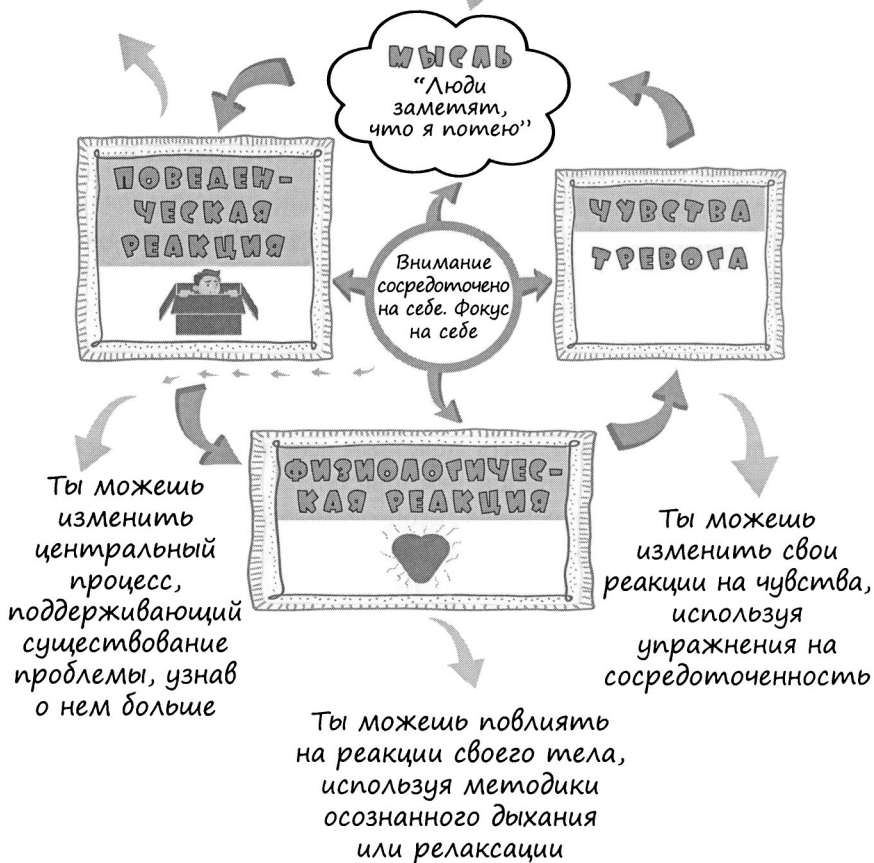 МЫСЛЬ
“Люди
заметят,
что я потею”
ПОВЕДЕН-
ЧЕСКАЯ
РЕАКЦИЯ
ЧУВСТВА
ТРЕВОГА
Внимание
сосредоточено
на себе. Фокус
на себе
ФИЗИОЛОГИЧЕС-
КАЯ РЕАКЦИЯ
Ты можешь
изменить
центральный
процесс,
поддерживающий
существование
проблемы, узнав
о нем больше
Ты можешь
изменить свои
реакции на чувства,
используя
упражнения на
сосредоточенность
Ты можешь повлиять
на реакции своего тела,
используя методики
осознанного дыхания
или релаксации